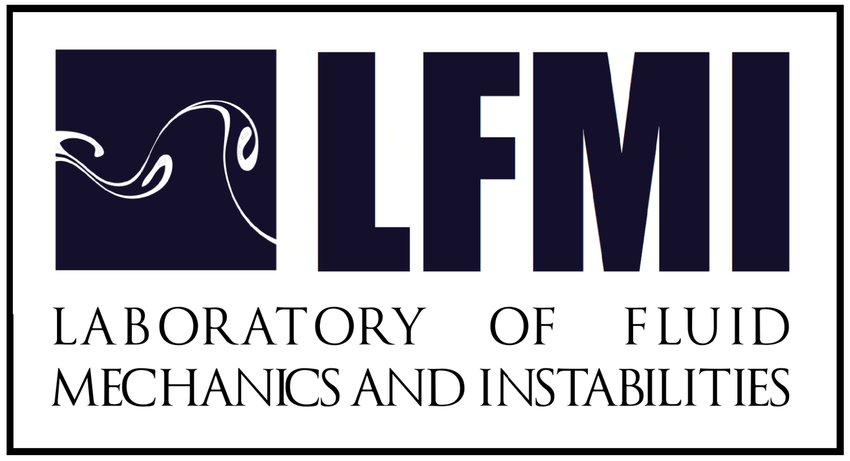 LFMI
LABORATORY OF FLUID
MECHANICS AND INSTABILITIES